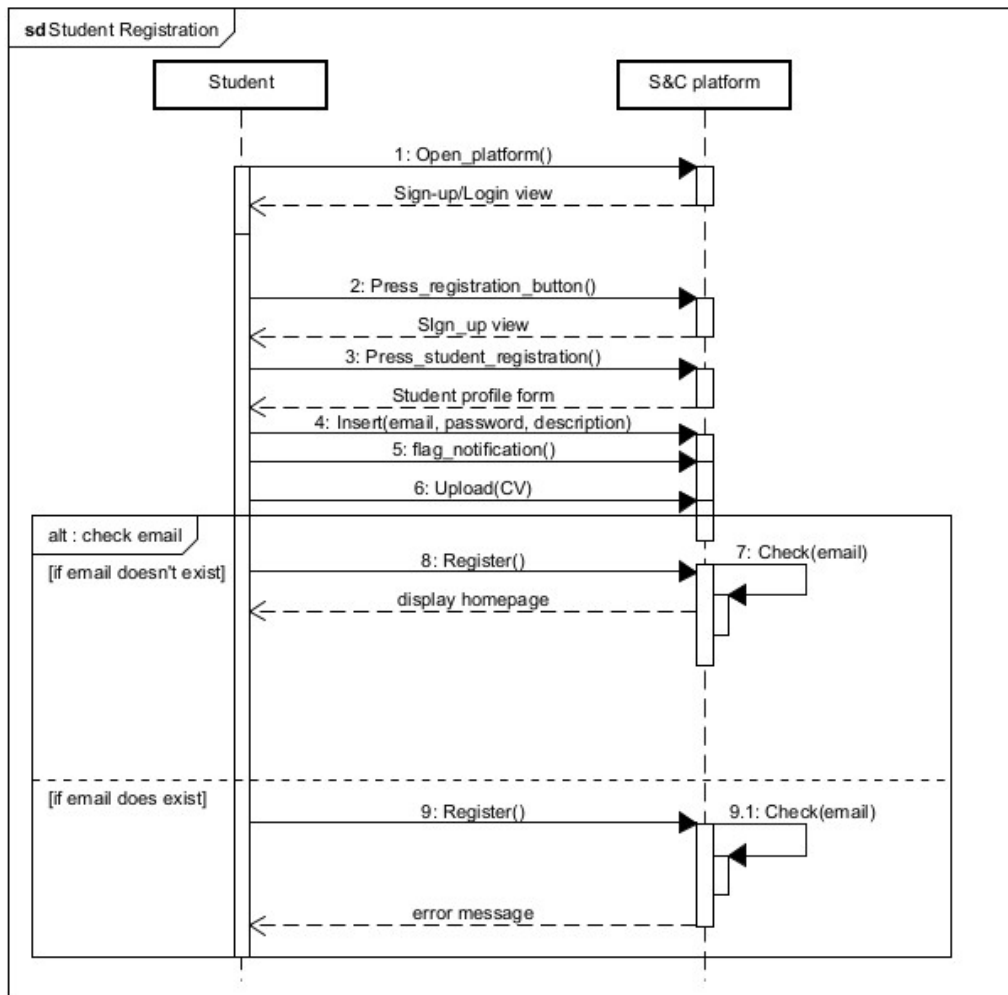 sd Student Registration
Student
S&C platform
1: Open_platform()
Sign-up/Login view
2: Press_registration_button()
SIgn_up view
3: Press_student_registration()
Student profile form
4: Insert(email, password, description)
5: flag_notification()
6: Upload(CV)
alt : check email
[if email doesn't exist]
8: Register()
7: Check(email)
display homepage
[if email does exist]
9: Register()
9.1: Check(email)
error message